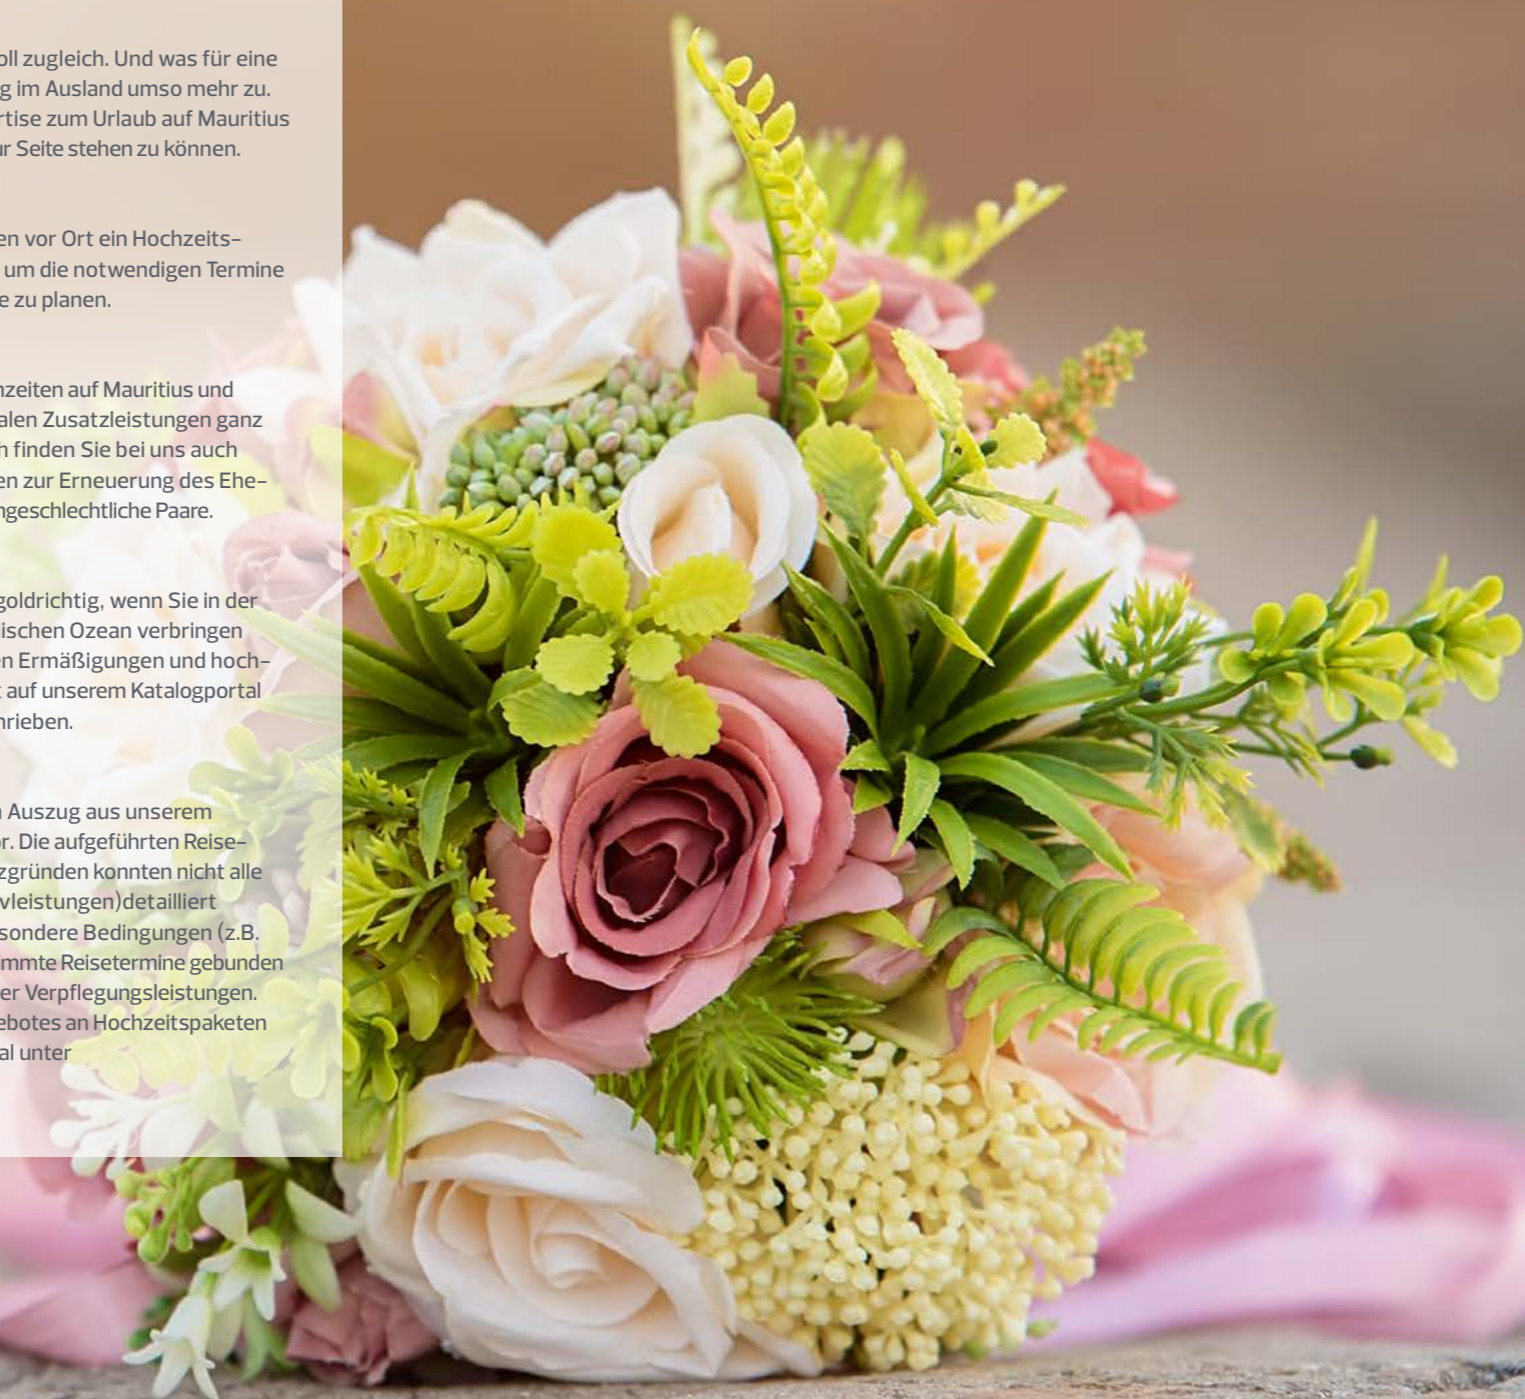 oll zugleich. Und was für eine
g im Ausland umso mehr zu.
rtise zum Urlaub auf Mauritius
ur Seite stehen zu können.
en vor Ort ein Hochzeits-
um die notwendigen Termine
e zu planen.
hzeiten auf Mauritius und
alen Zusatzleistungen ganz
h finden Sie bei uns auch
en zur Erneuerung des Ehe-
hgeschlechtliche Paare.
goldrichtig, wenn Sie in der
dischen Ozean verbringen
en Ermäßigungen und hoch-
t auf unserem Katalogportal
hrieben.
n Auszug aus unserem
or. Die aufgeführten Reise-
zgründen konnten nicht alle
vleistungen)detailliert
sondere Bedingungen (z.B.
immte Reisetermine gebunden
er Verpflegungsleistungen.
ebotes an Hochzeitspaketen
al unter